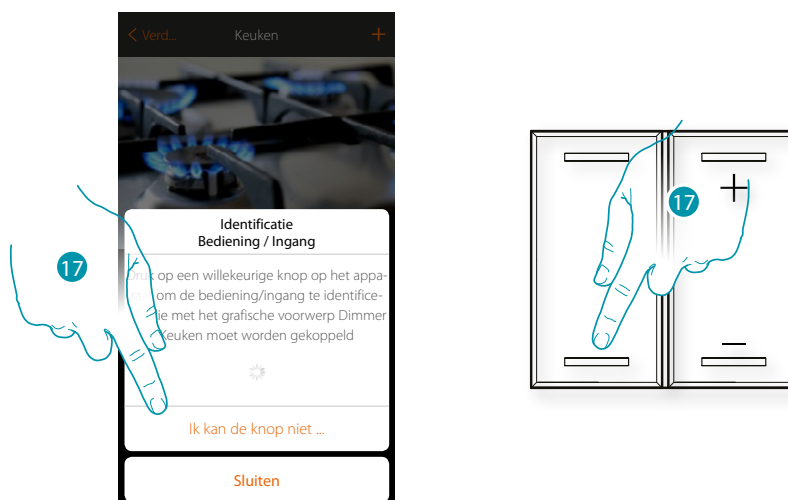 < Verd... Keuken +
Identificatie
Bediening / Ingang
Druk op een willekeurige knop op het appa-
om de bediening/ingang te identifice-
ie met het grafische voorwerp Dimmer
Keuken moet worden gekoppeld
Ik kan de knop niet ...
Sluiten
17
17
+
—